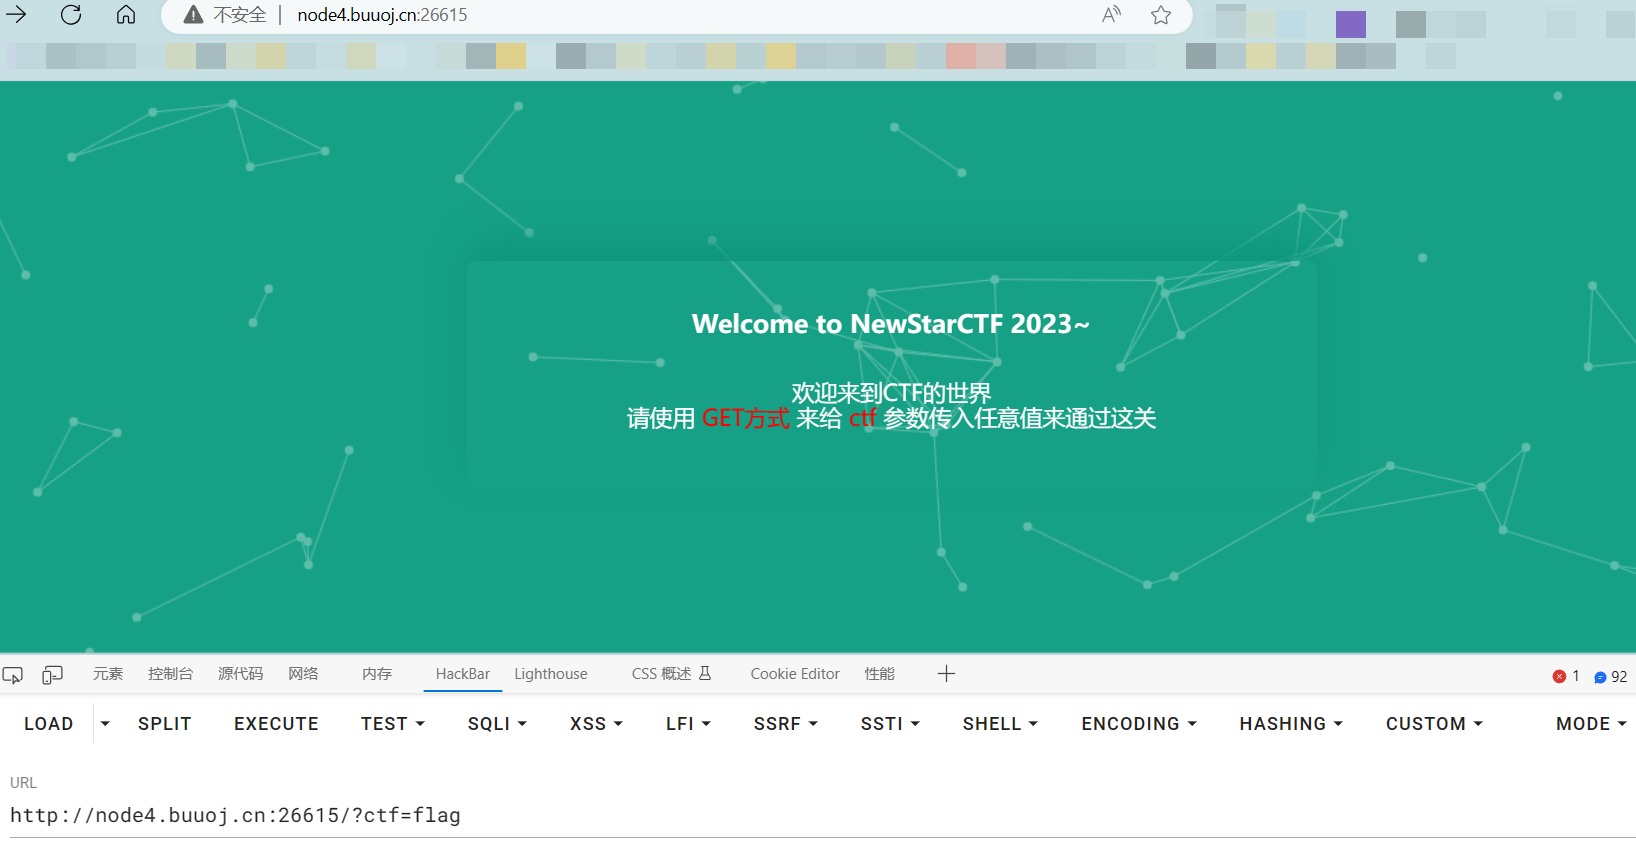 不安全 node4.buuoj.cn:26615
Welcome to NewStarCTF 2023~
欢迎来到CTF的世界
请使用 GET方式 来给 ctf 参数传入任意值来通过这关
元素 控制台 源代码 网络 内存 HackBar Lighthouse CSS 概述 Cookie Editor 性能 1 92
LOAD SPLIT EXECUTE TEST SQLI XSS LFI SSRF SSTI SHELL ENCODING HASHING CUSTOM MODE
URL
http://node4.buuoj.cn:26615/?ctf=flag